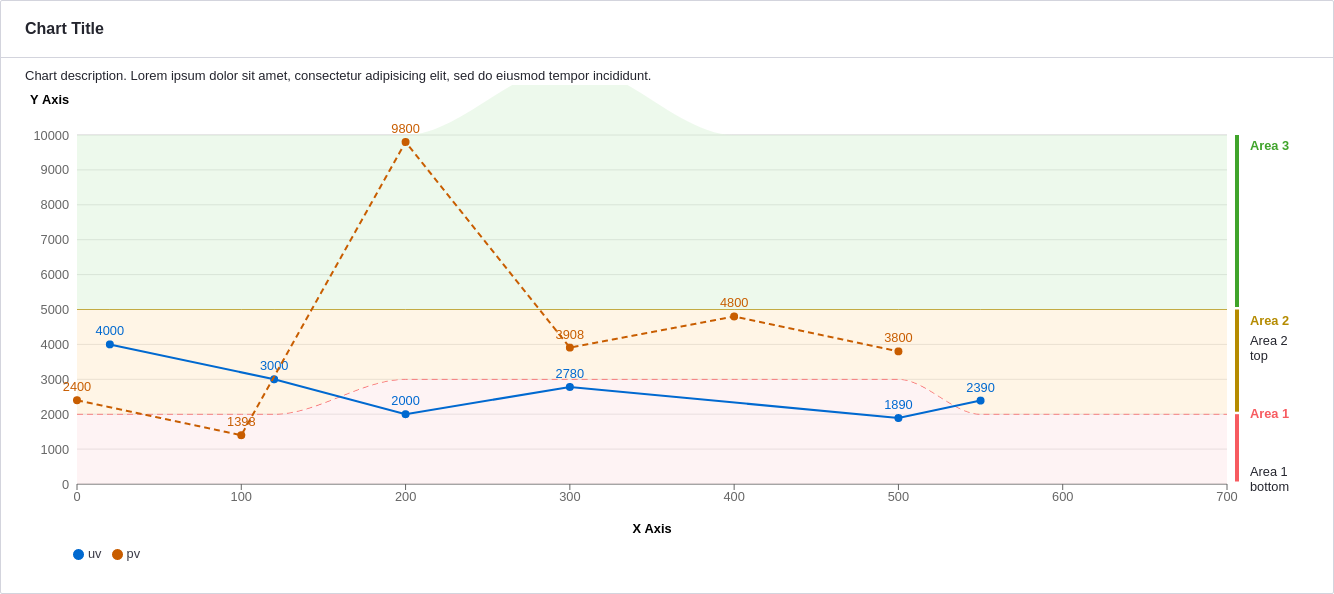 Chart Title
Chart description. Lorem ipsum dolor sit amet, consectetur adipisicing elit, sed do eiusmod tempor incididunt.
Y Axis
10000
9000
8000
7000
6000
5000
4000
3000
2000
1000
0
0 100 200 300 400 500 600 700
X Axis
4000
3000
2000
2780
1890
2390
2400
1398
9800
3908
4800
3800
Area 3
Area 2
Area 2
top
Area 1
Area 1
bottom
uv pv